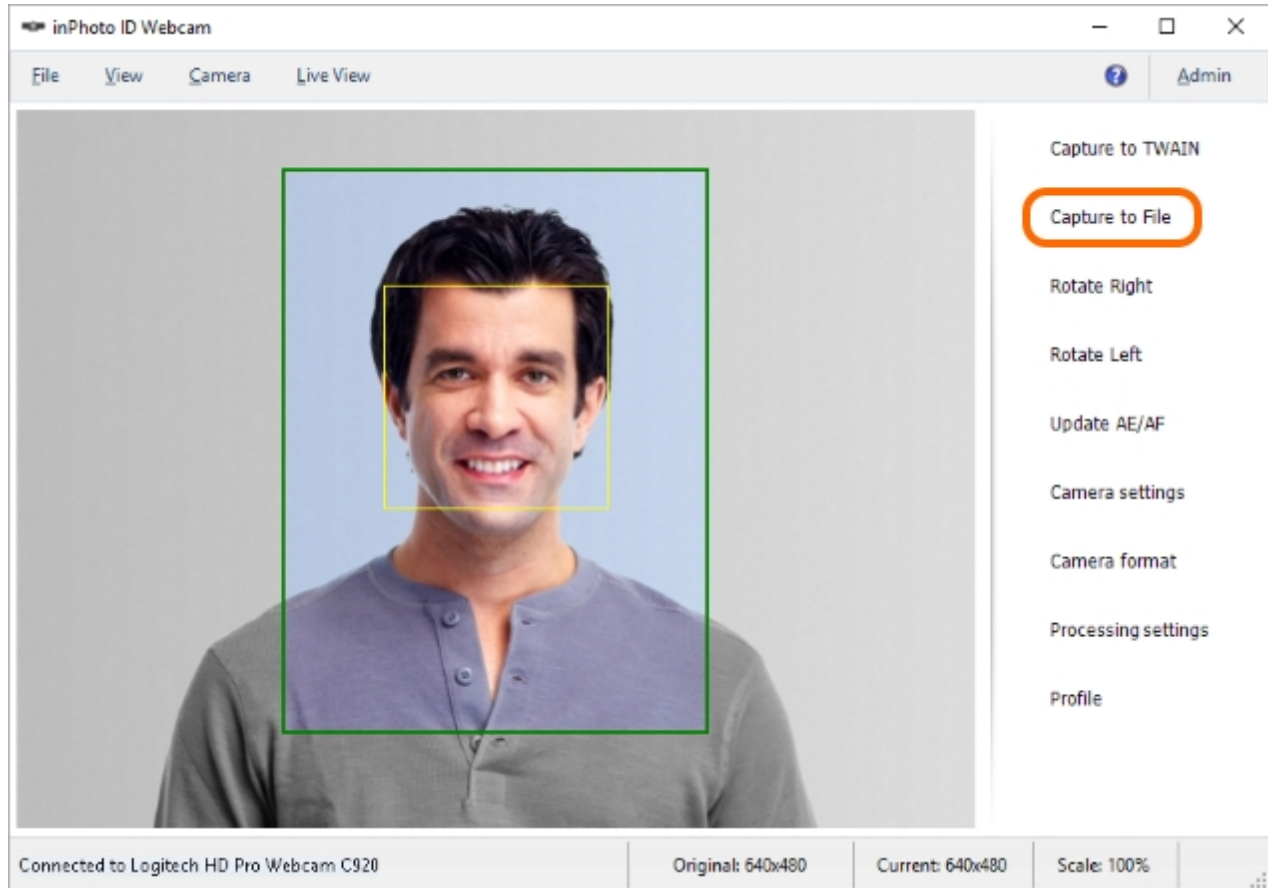 inPhoto ID Webcam
File View Camera Live View ? Admin
Capture to TWAIN
Capture to File
Rotate Right
Rotate Left
Update AE/AF
Camera settings
Camera format
Processing settings
Profile
Connected to Logitech HD Pro Webcam C920 Original: 640x480 Current: 640x480 Scale: 100%